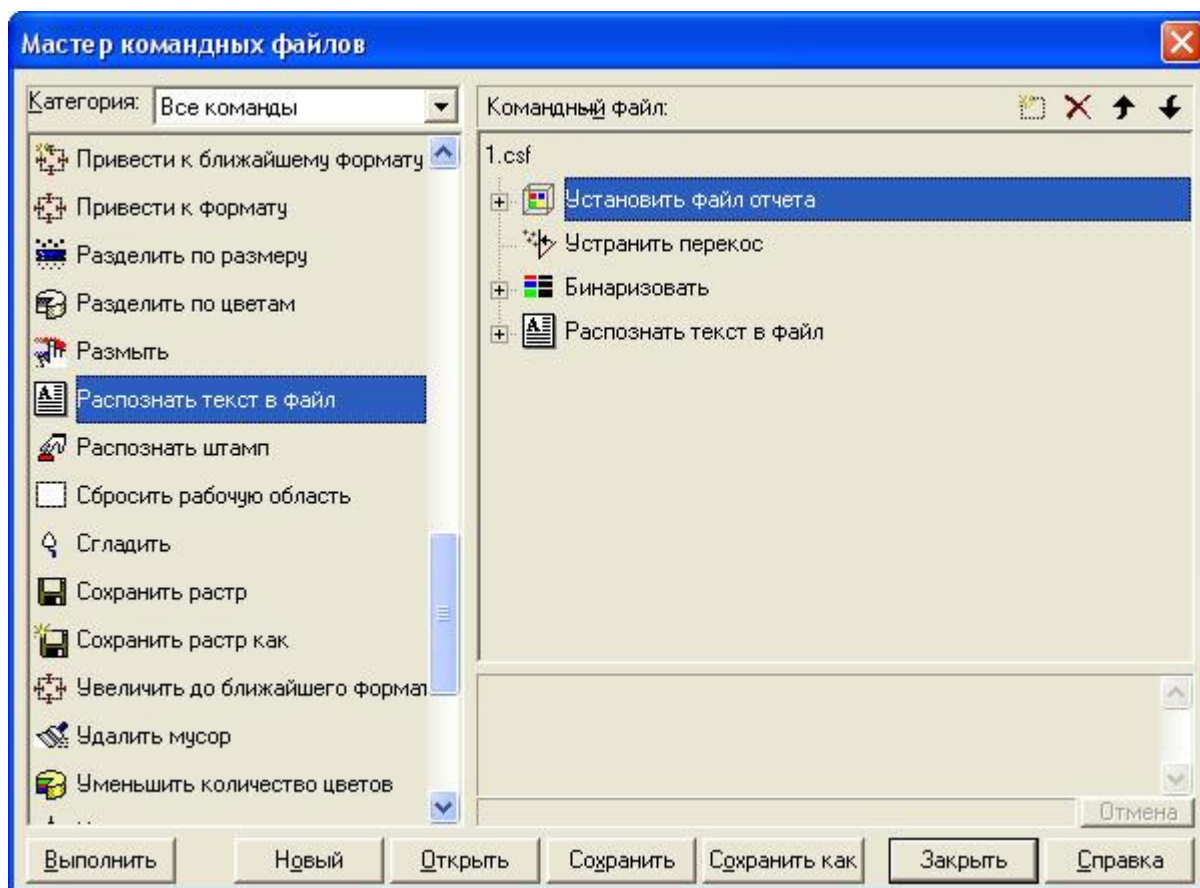 Мастер командных файлов
Категория:
Все команды
Привести к ближайшему формату
Привести к формату
Разделить по размеру
Разделить по цветам
Размыть
Распознать текст в файл
Распознать штамп
Сбросить рабочую область
Сгладить
Сохранить растр
Сохранить растр как
Увеличить до ближайшего формат
Удалить мусор
Уменьшить количество цветов
Командный файл:
1.csf
Установить файл отчета
Устранить перекос
Бинаризовать
Распознать текст в файл
Отмена
Выполнить
Новый
Открыть
Сохранить
Сохранить как
Закрыть
Справка